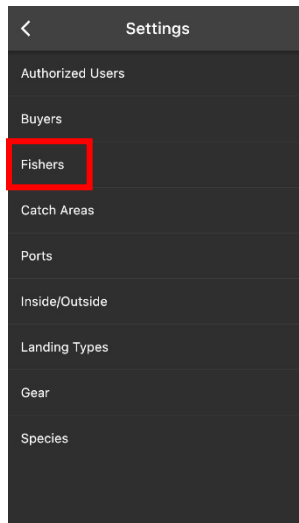 Settings
Authorized Users
Buyers
Fishers
Catch Areas
Ports
Inside/Outside
Landing Types
Gear
Species